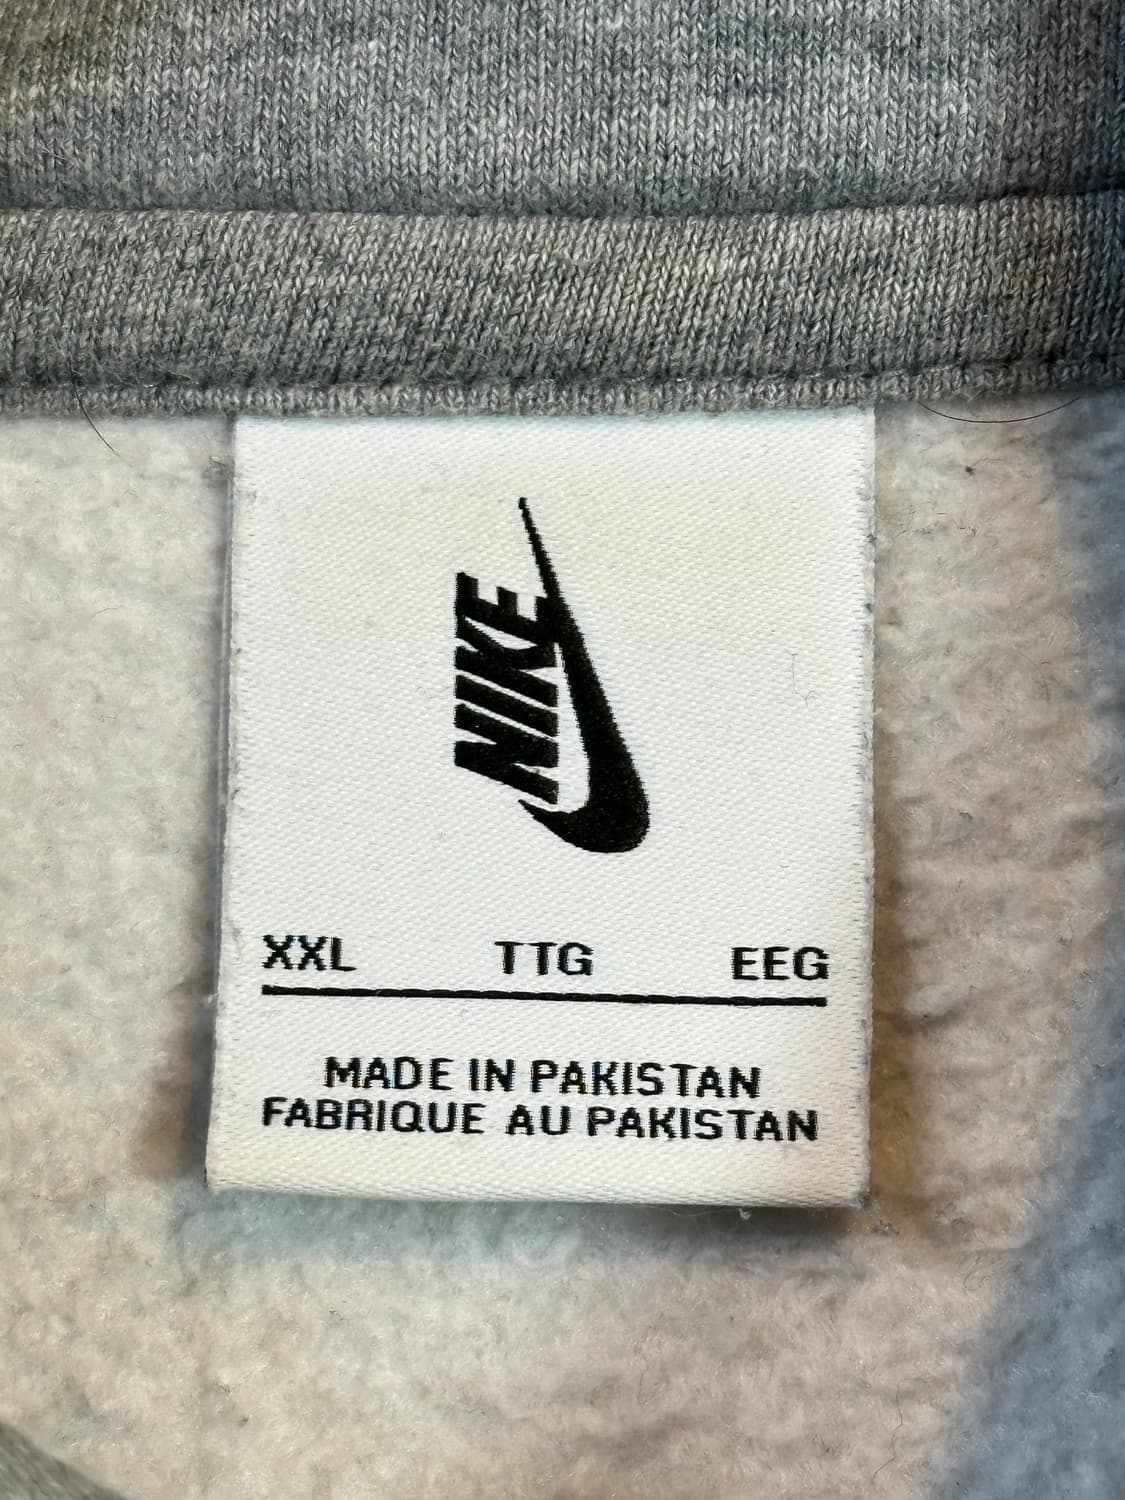 NIKE
XXL TTG EEG
MADE IN PAKISTAN
FABRIQUE AU PAKISTAN